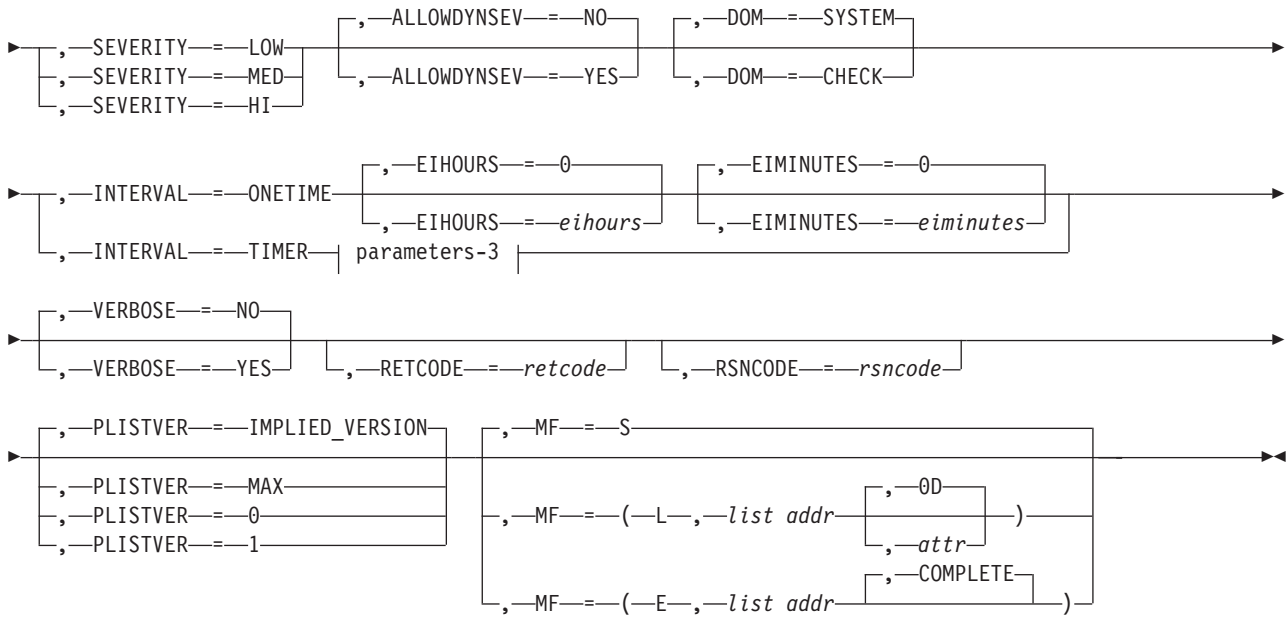 ,—ALLOWDYNSEV—=—NO ,—DOM—=—SYSTEM
,—SEVERITY—=—LOW
,—SEVERITY—=—MED ,—ALLOWDYNSEV—=—YES ,—DOM—=—CHECK
,—SEVERITY—=—HI
,—EIHOURS—=—0 ,—EIMINUTES—=—0
,—INTERVAL—=—ONETIME
,—EIHOURS—=—eihours ,—EIMINUTES—=—eiminutes
,—INTERVAL—=—TIMER parameters-3
,—VERBOSE—=—NO
,—VERBOSE—=—YES ,—RETCODE—=—retcode ,—RSNCODE—=—rsncode
,—PLISTVER—=—IMPLIED_VERSION ,—MF—=—S
,—PLISTVER—=—MAX ,—0D
,—PLISTVER—=—0 ,—MF—=—(—L—,—list addr )
,—PLISTVER—=—1 ,—attr
,—COMPLETE
,—MF—=—(—E—,—list addr )